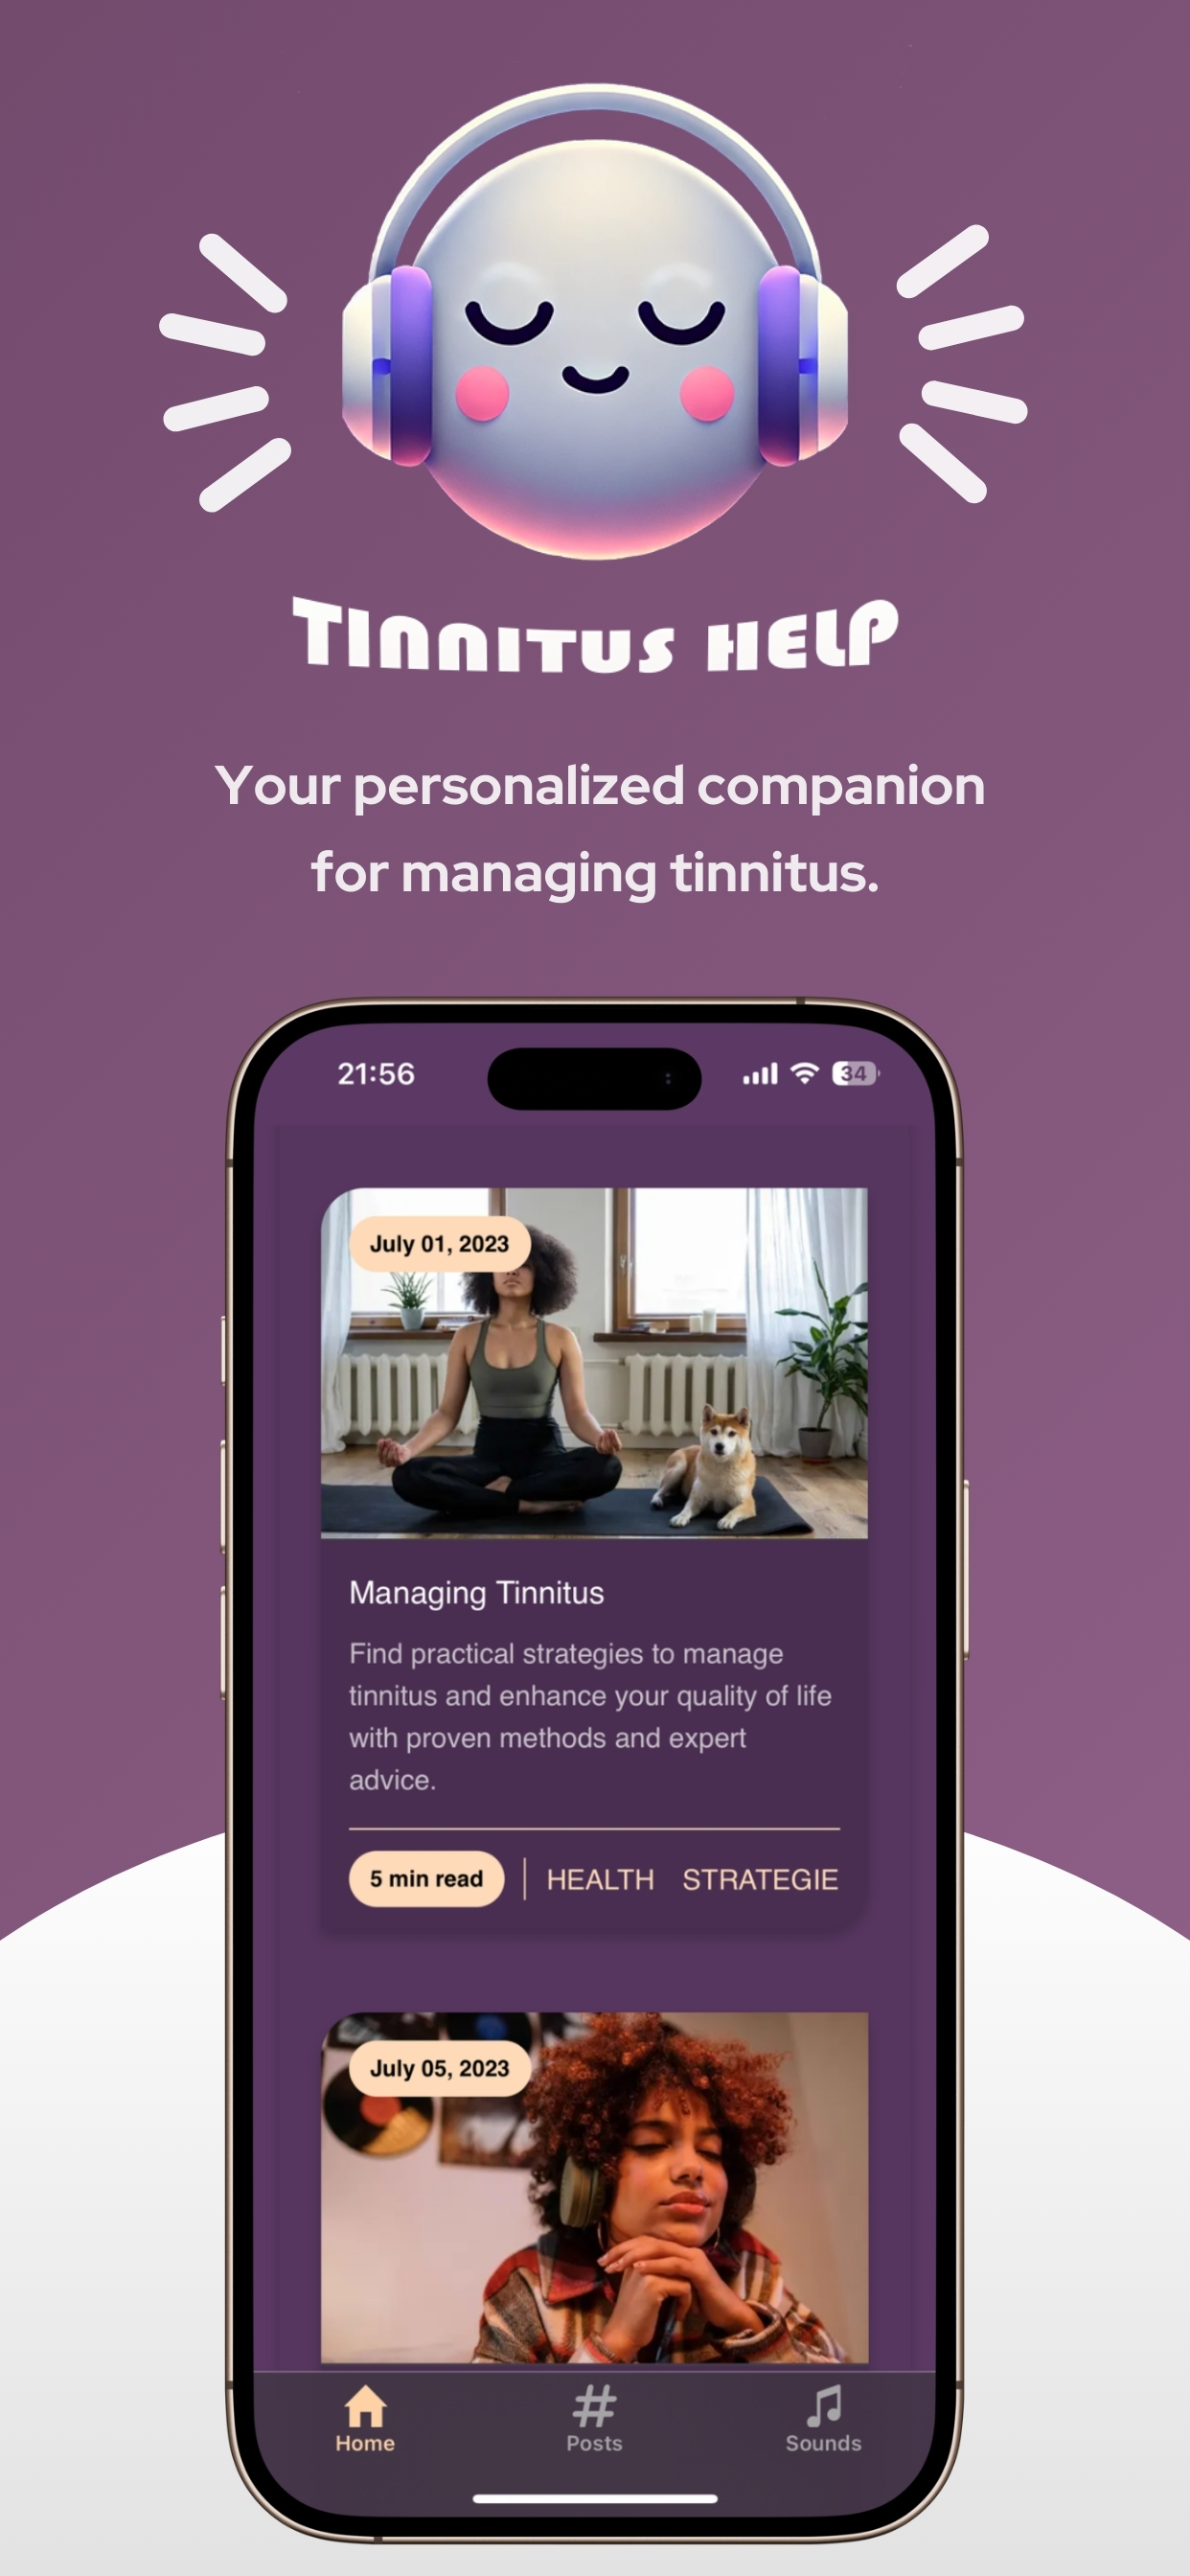 TINNITUS HELP
Your personalized companion
for managing tinnitus.
21:56
34
July 01, 2023
Managing Tinnitus
Find practical strategies to manage
tinnitus and enhance your quality of life
with proven methods and expert
advice.
5 min read HEALTH STRATEGIE
July 05, 2023
Home Posts Sounds